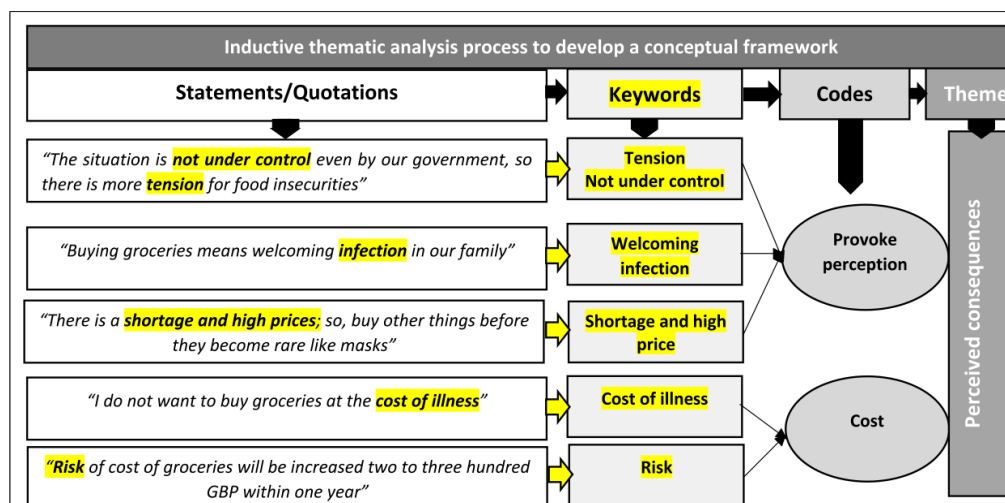 Inductive thematic analysis process to develop a conceptual framework
Statements/Quotations
Keywords
Codes
Theme
“The situation is not under control even by our government, so
there is more tension for food insecurities”
Tension
Not under control
“Buying groceries means welcoming infection in our family”
Welcoming
infection
Provoke
perception
“There is a shortage and high prices; so, buy other things before
they become rare like masks”
Shortage and high
price
“I do not want to buy groceries at the cost of illness”
Cost of illness
Cost
“Risk of cost of groceries will be increased two to three hundred
GBP within one year”
Risk
Perceived consequences